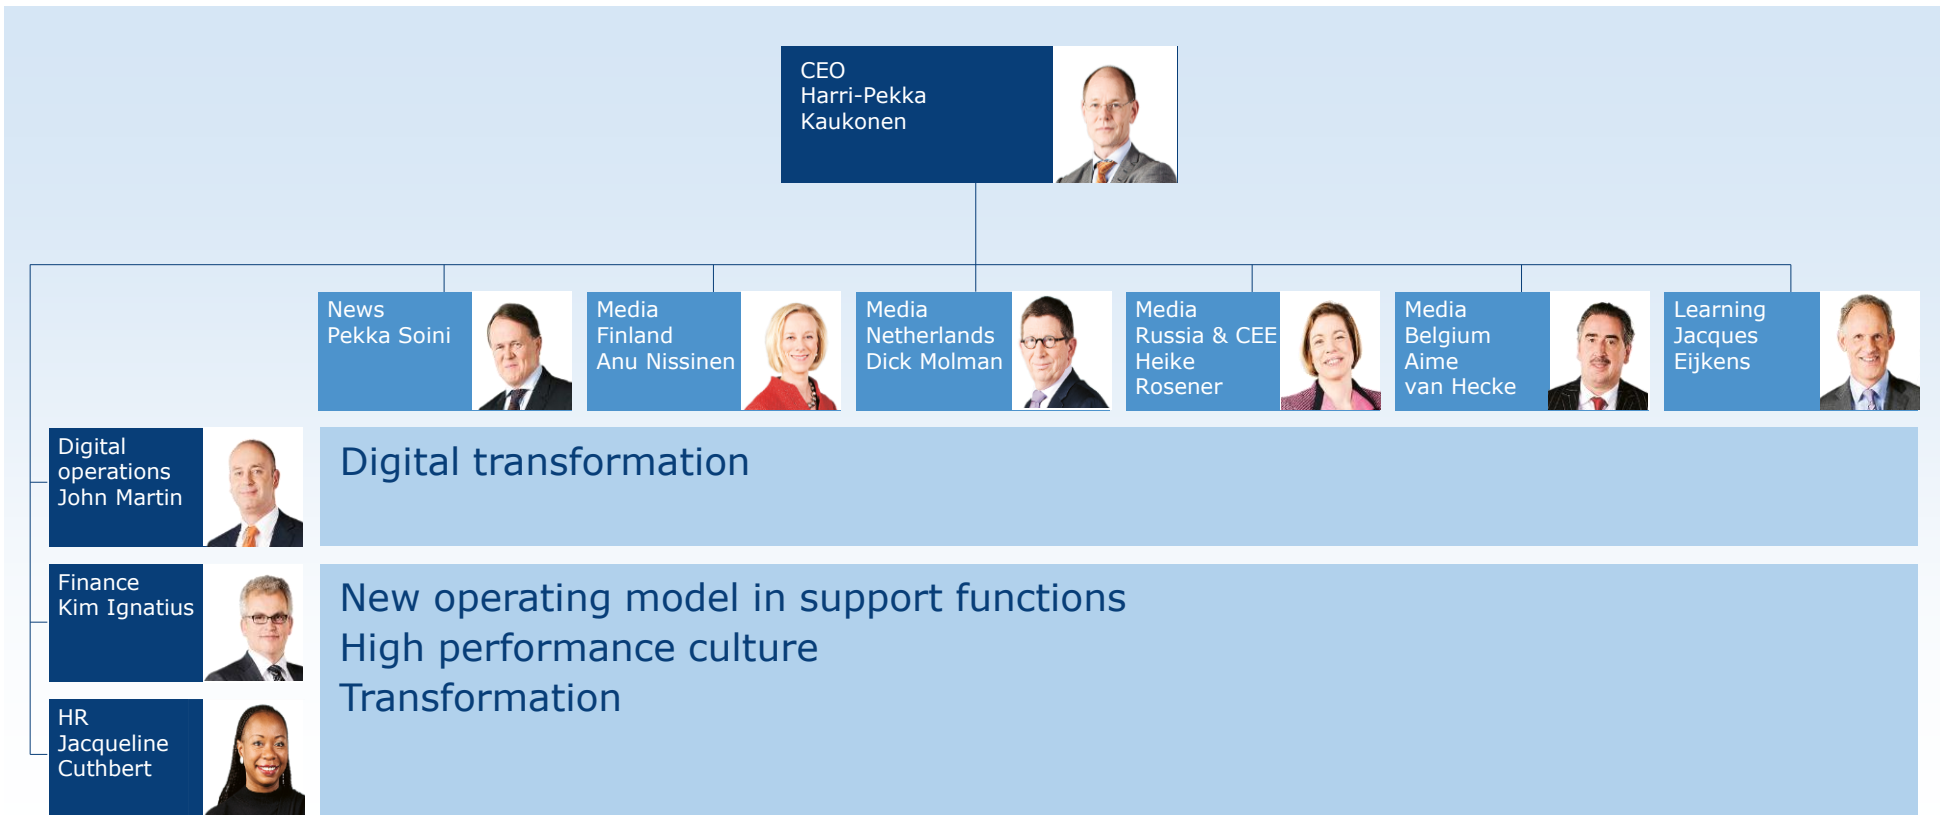 CEO
Harri-Pekka
Kaukonen
News
Pekka Soini
Media
Finland
Anu Nissinen
Media
Netherlands
Dick Molman
Media
Russia & CEE
Heike
Rosener
Media
Belgium
Aime
van Hecke
Learning
Jacques
Eijkens
Digital
operations
John Martin
Digital transformation
Finance
Kim Ignatius
New operating model in support functions
High performance culture
Transformation
HR
Jacqueline
Cuthbert